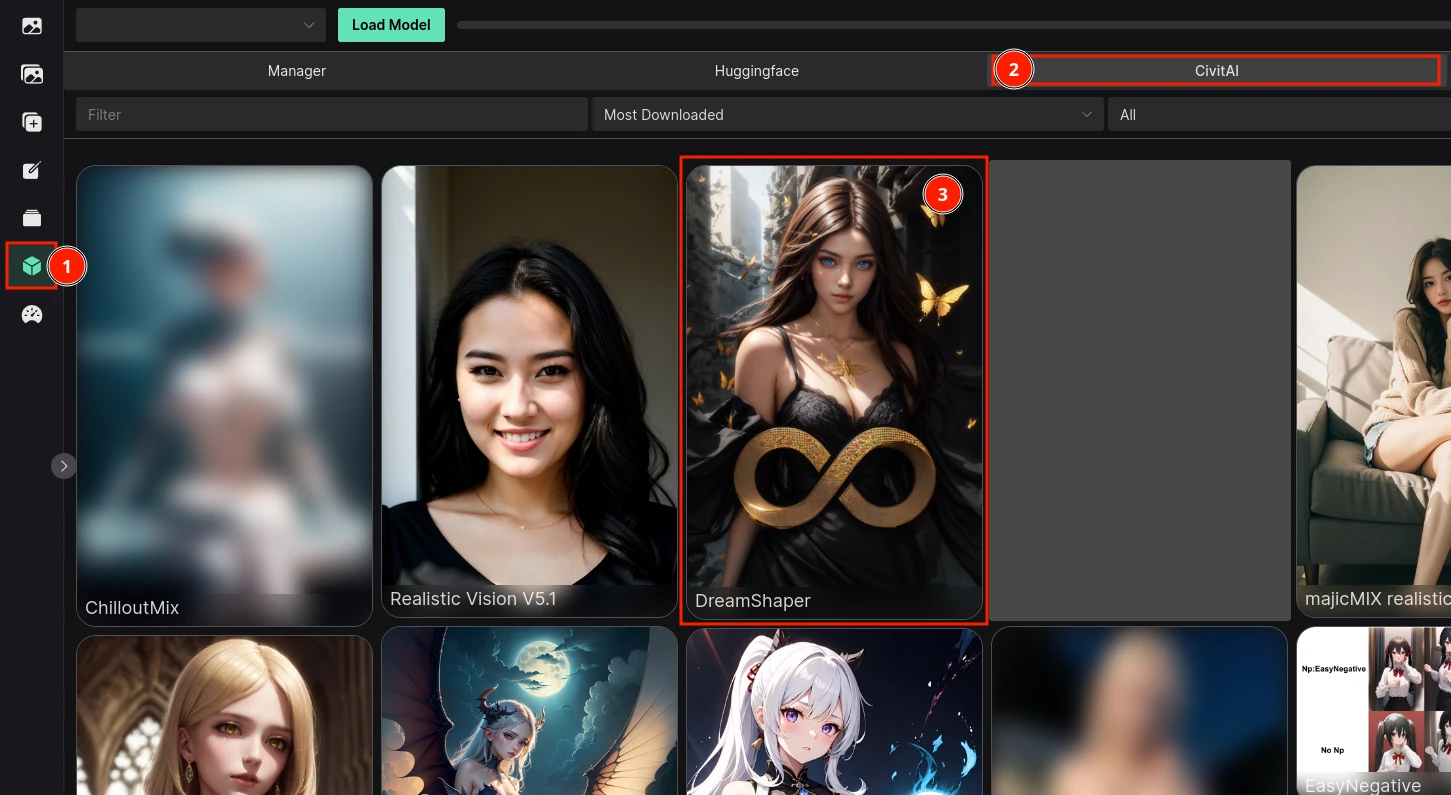 Load Model
Manager
Huggingface
2
CivitAI
Filter
Most Downloaded
All
3
1
ChilloutMix
Realistic Vision V5.1
DreamShaper
majicMIX realistic
Np:EasyNegative
No Np
EasyNegative